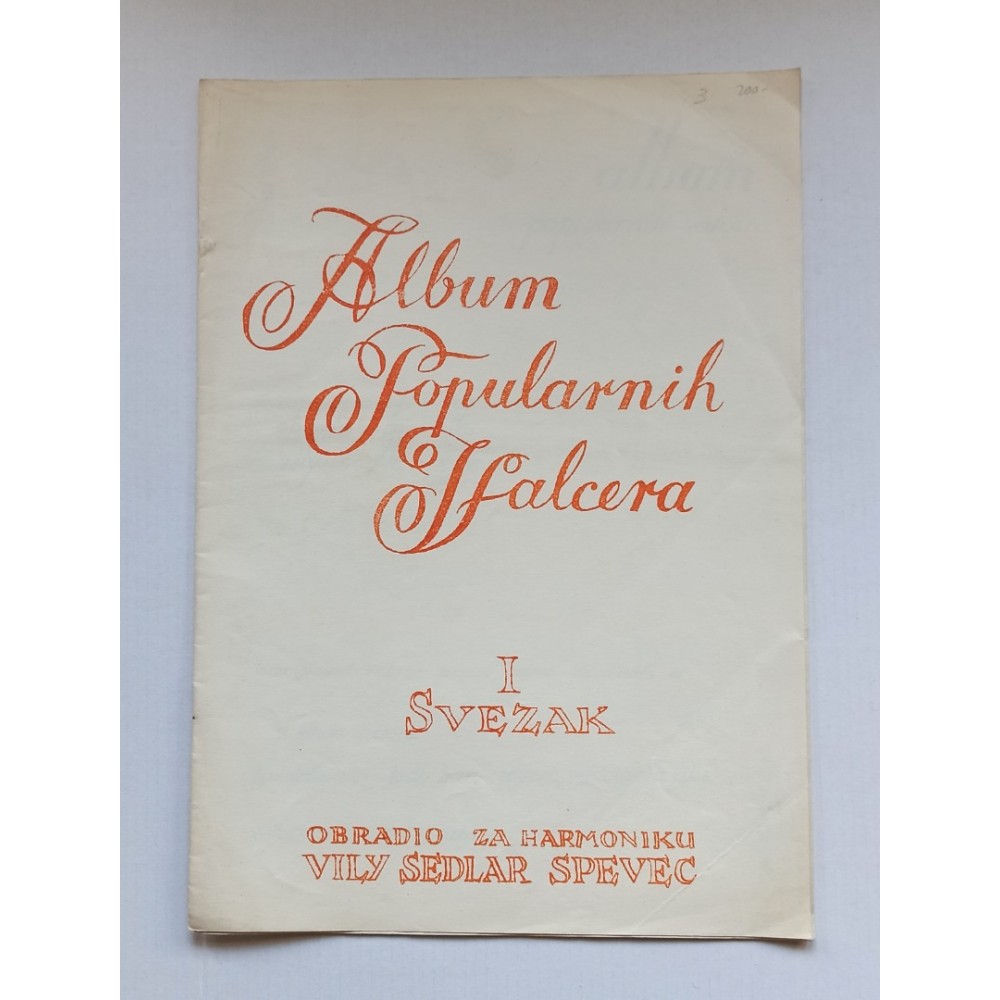 3 200-
Album
Popularnih
Valcera
I
SVEZAK
OBRADIO ZA HARMONIKU
VILY SEDLAR SPEVEC